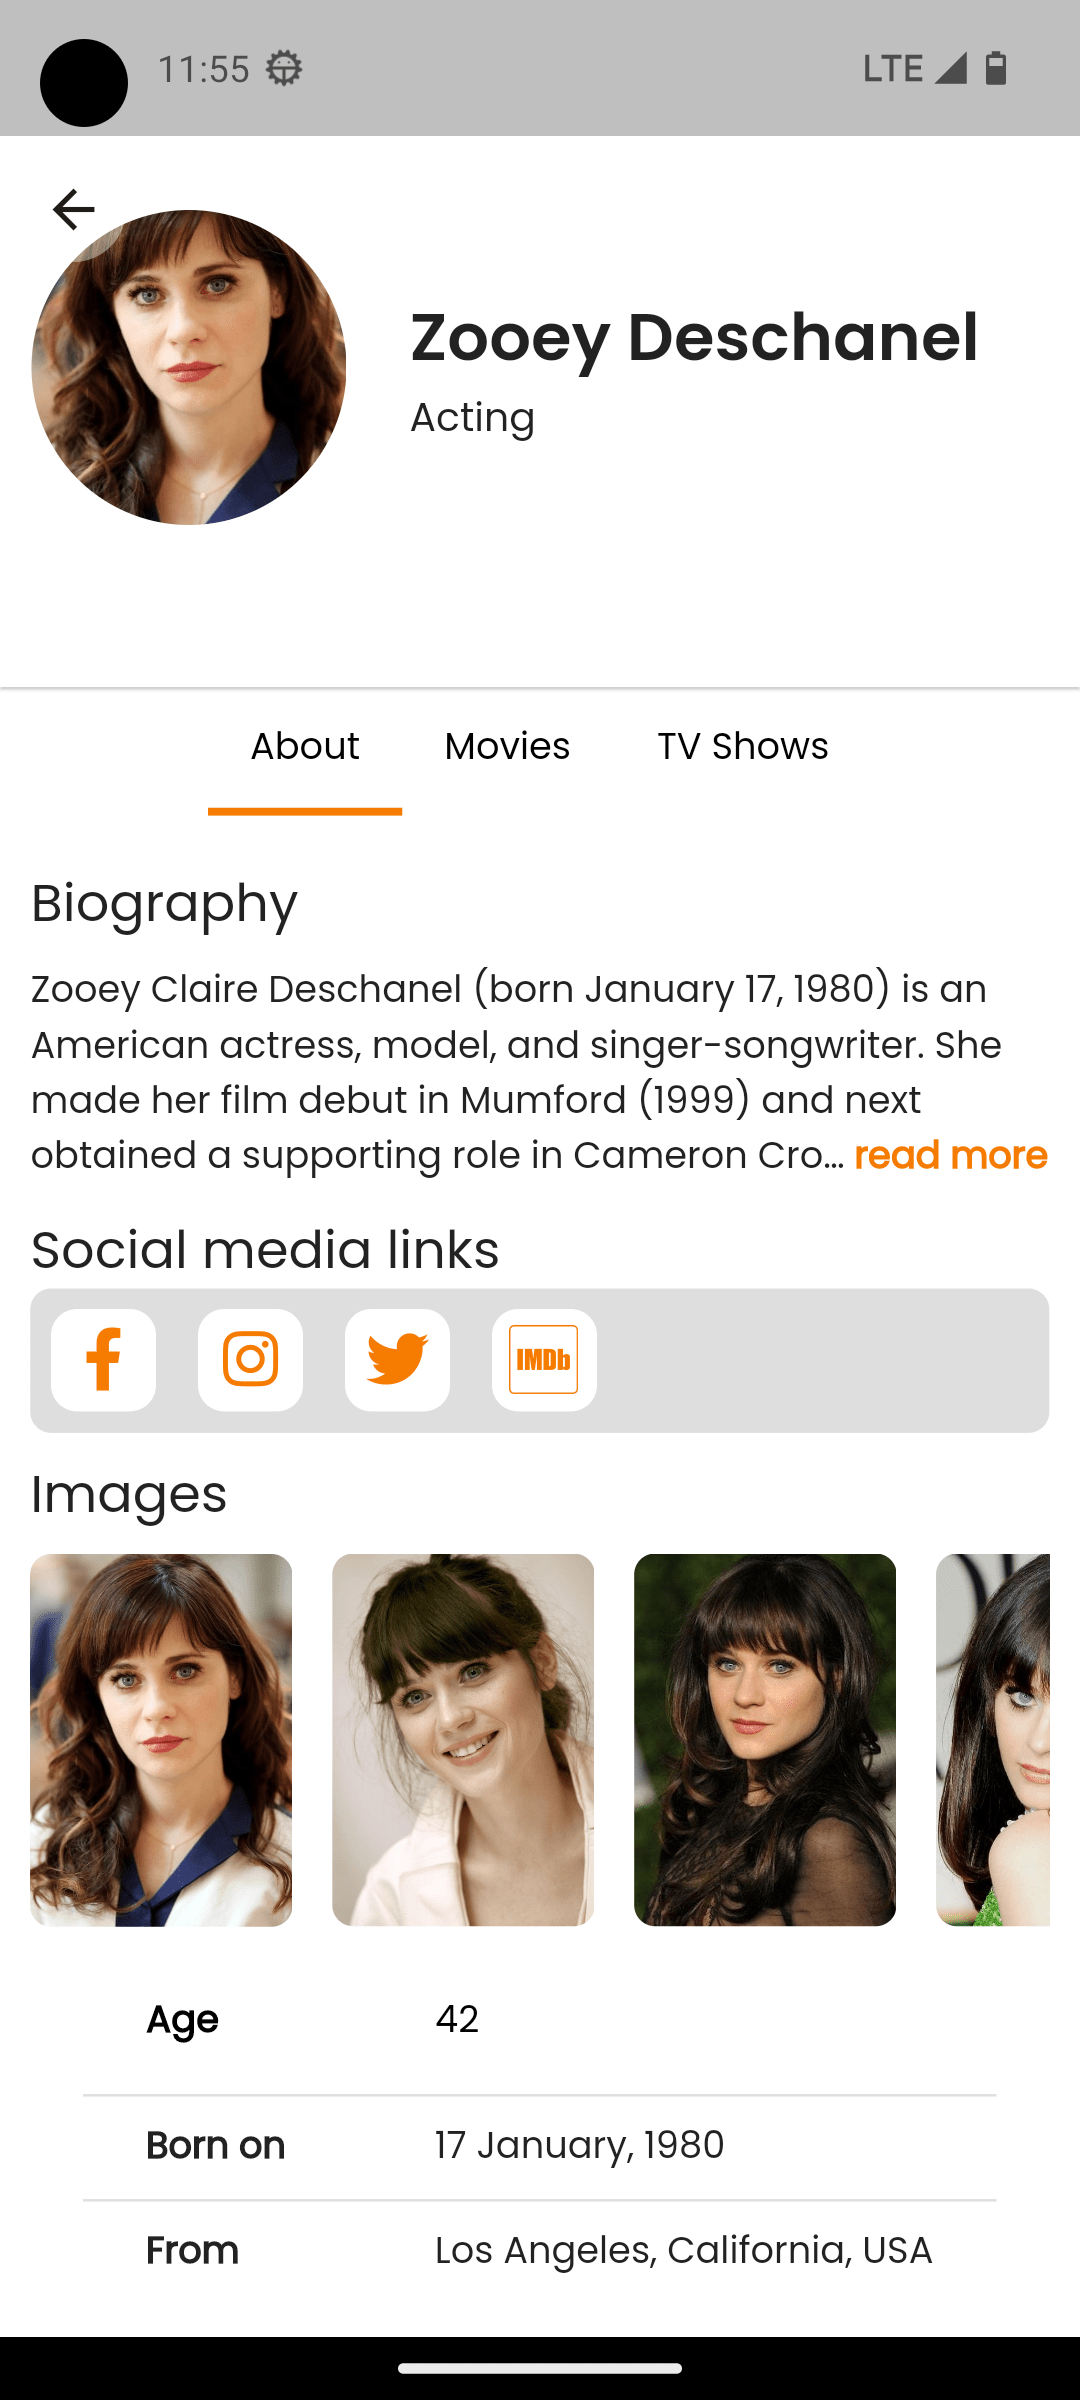 11:55
LTE
Zooey Deschanel
Acting
About
Movies
TV Shows
Biography
Zooey Claire Deschanel (born January 17, 1980) is an
American actress, model, and singer-songwriter. She
made her film debut in Mumford (1999) and next
obtained a supporting role in Cameron Cro... read more
Social media links
IMDb
Images
Age 42
Born on 17 January, 1980
From Los Angeles, California, USA